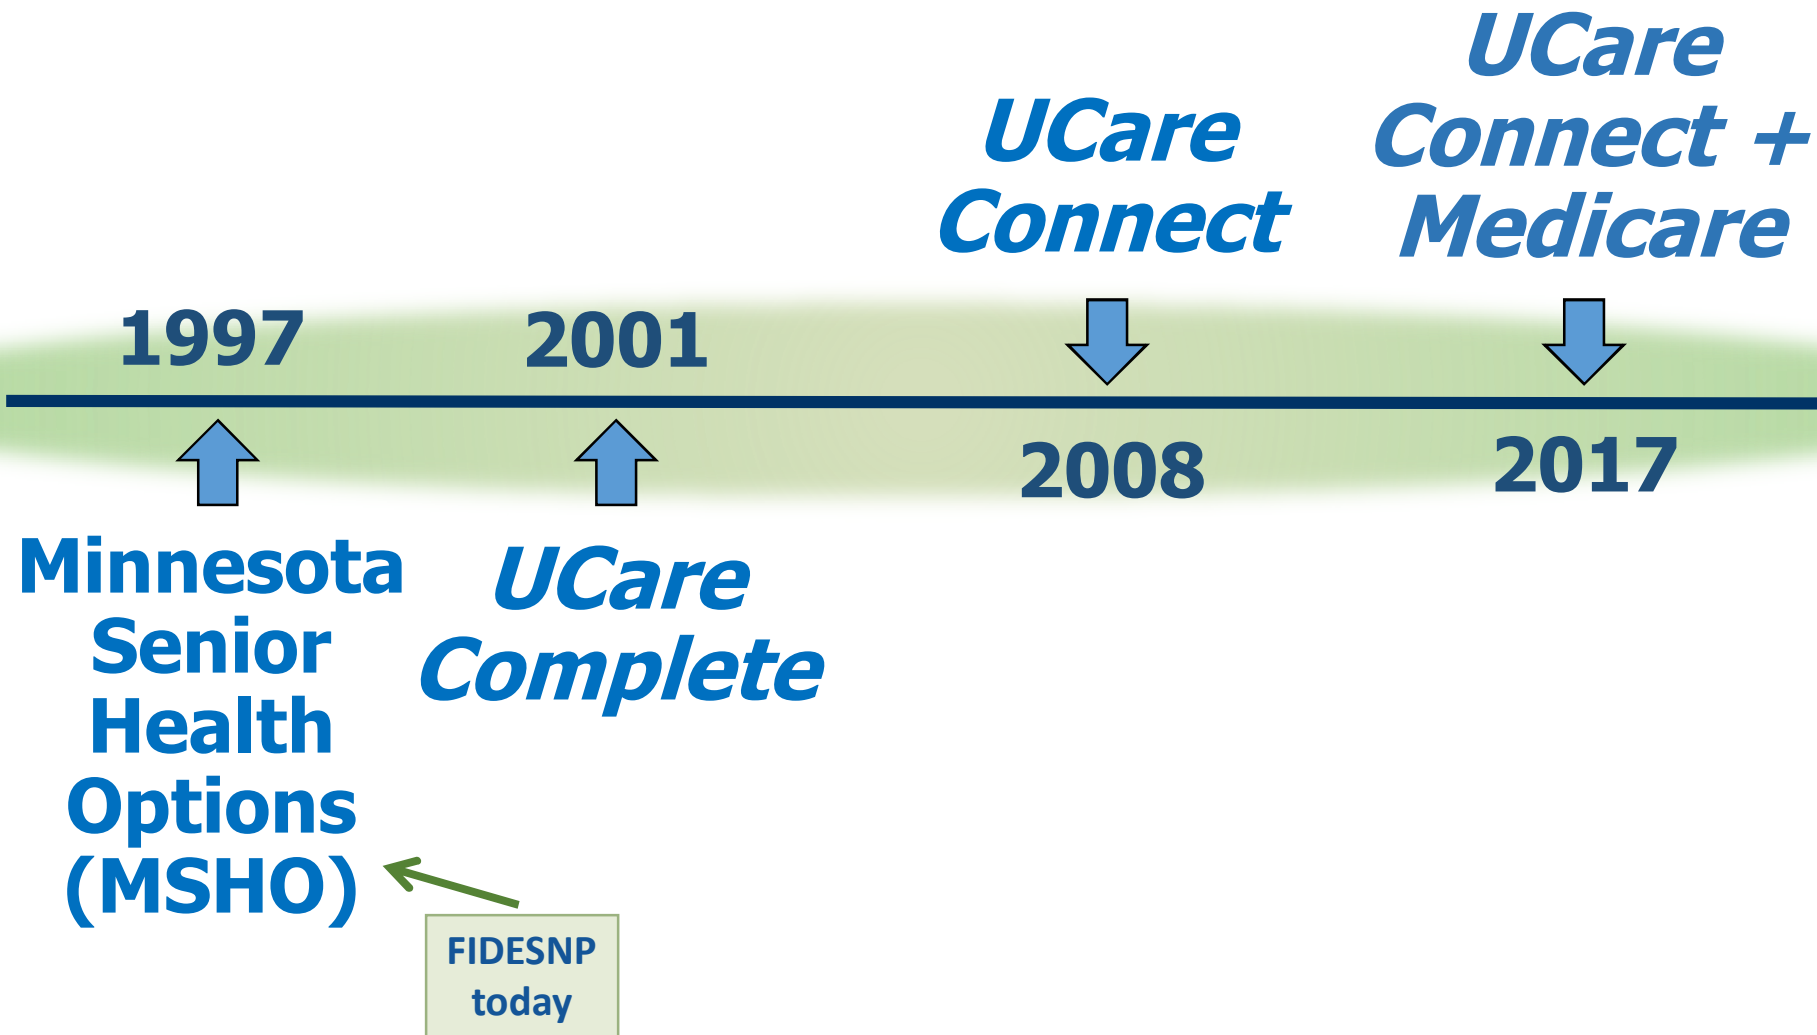 UCare
Connect +
Medicare
UCare
Connect
1997
2001
2008
2017
Minnesota
Senior
Health
Options
(MSHO)
UCare
Complete
FIDESNP
today